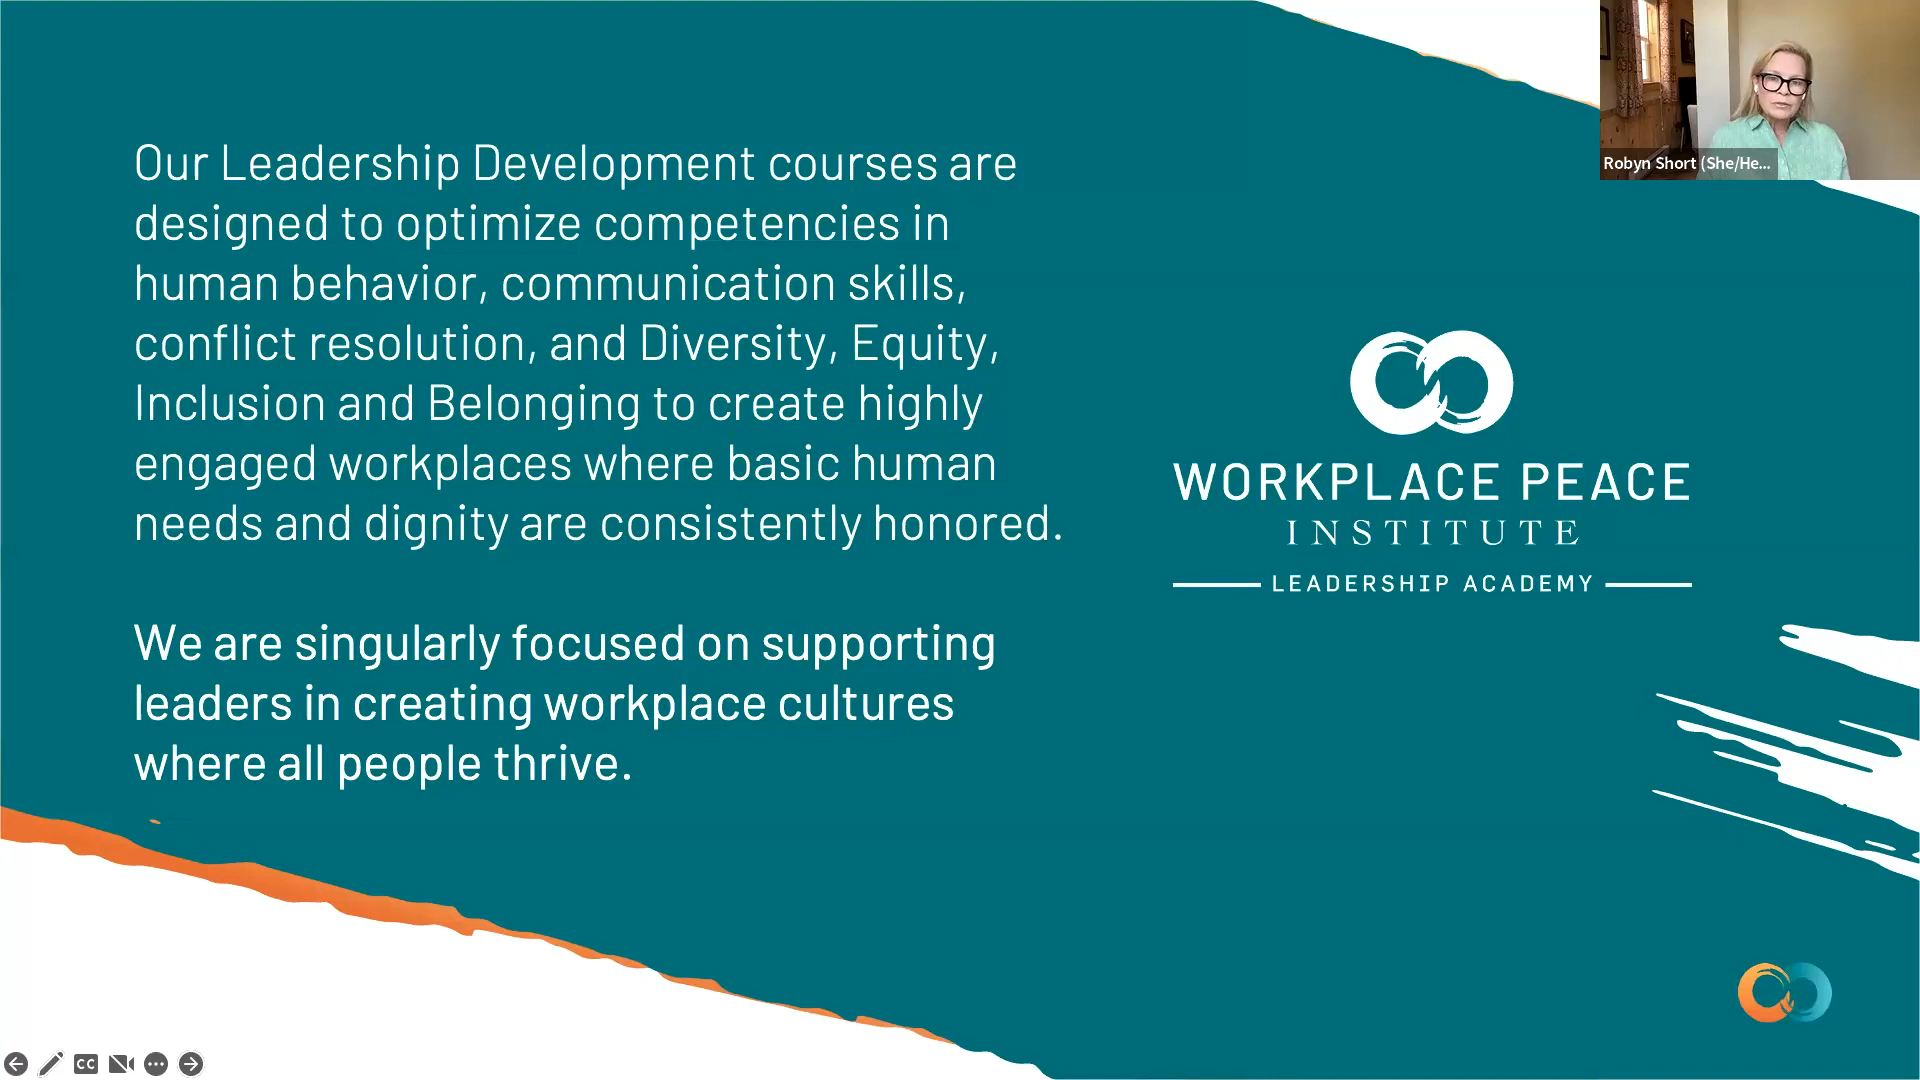 Our Leadership Development courses are
designed to optimize competencies in
human behavior, communication skills,
conflict resolution, and Diversity, Equity,
Inclusion and Belonging to create highly
engaged workplaces where basic human
needs and dignity are consistently honored.
We are singularly focused on supporting
leaders in creating workplace cultures
where all people thrive.
WORKPLACE PEACE
INSTITUTE
LEADERSHIP ACADEMY
Robyn Short (She/He...
CC